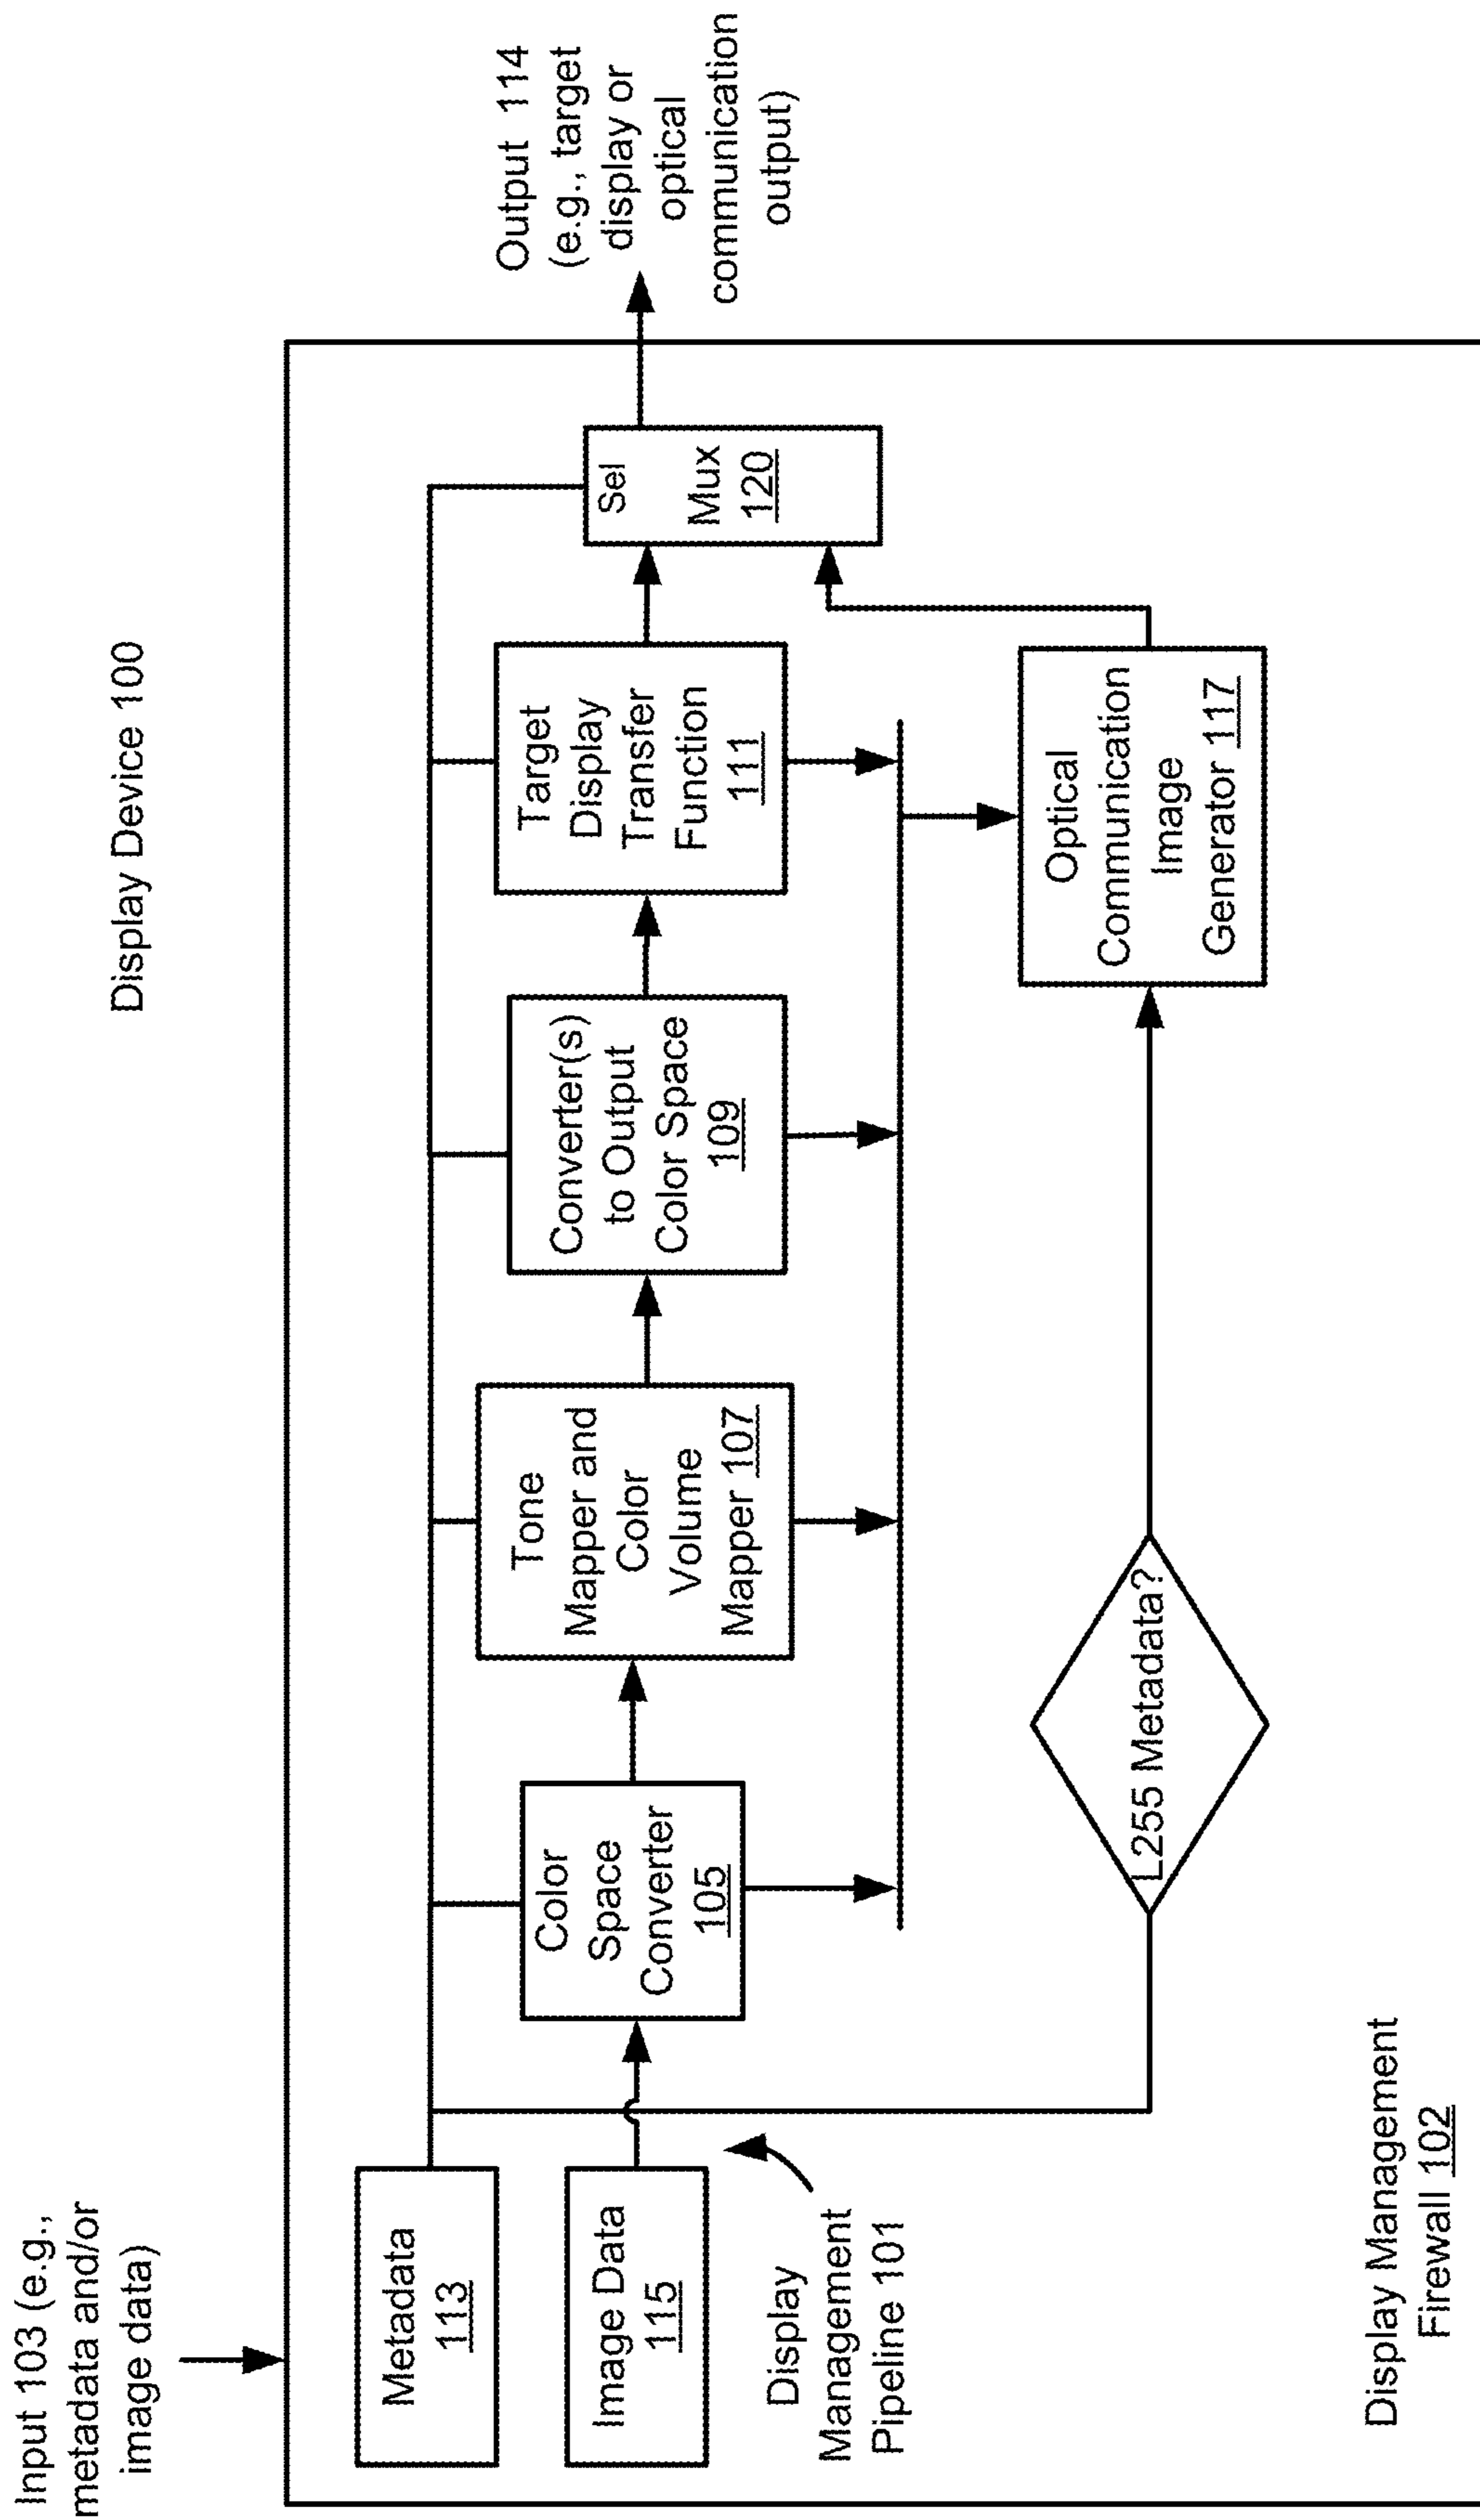 Display Device 100
Input 103 (e.g.,
metadata and/or
image data)
Metadata
113
Image Data
115
Display
Management
Pipeline 101
Color
Space
Converter
105
Tone
Mapper and
Color
Volume
Mapper 107
Converter(s)
to Output
Color Space
109
Target
Display
Transfer
Function
111
Sel
Mux
120
Output 114
(e.g., target
display or
optical
communication
output)
L255 Metadata?
Optical
Communication
Image
Generator 117
Display Management
Firewall 102